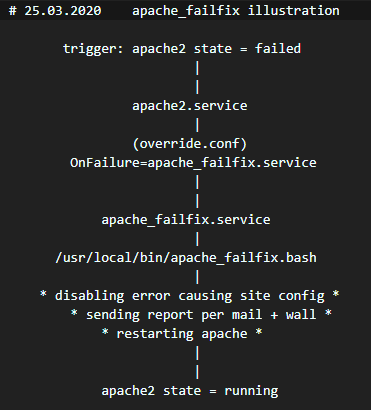 # 25.03.2020    apache_failfix illustration
trigger: apache2 state = failed
|
|
apache2.service
|
(override.conf)
OnFailure=apache_failfix.service
|
|
apache_failfix.service
|
/usr/local/bin/apache_failfix.bash
|
* disabling error causing site config *
* sending report per mail + wall *
* restarting apache *
|
|
apache2 state = running